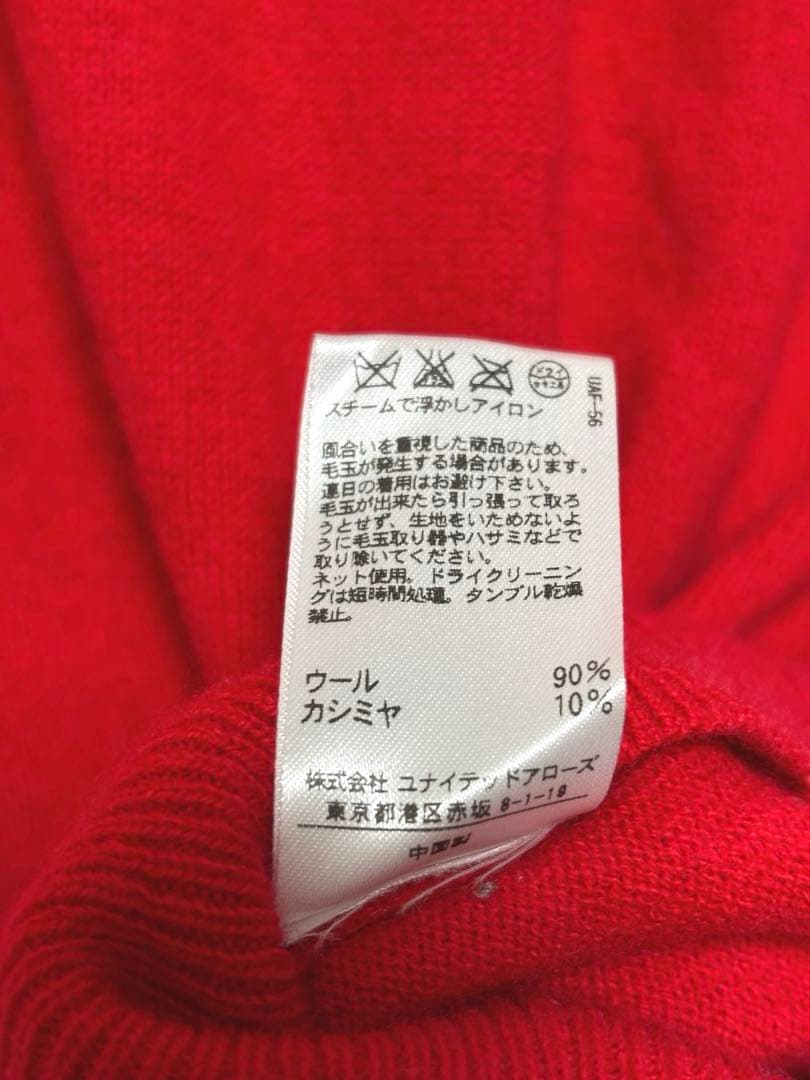 ドライ
セキユ系
UAF-56
スチームで浮かしアイロン
風合いを重視した商品のため、
毛玉が発生する場合があります。
連日の着用はお避け下さい。
毛玉が出来たら引っ張って取ろ
うとせず、生地をいためないよ
うに毛玉取り器やハサミなどで
取り除いてください。
ネット使用。ドライクリーニン
グは短時間処理。タンブル乾燥
禁止。
ウール 90%
カシミヤ 10%
株式会社 ユナイテッドアローズ
東京都港区赤坂 8-1-19
中国製